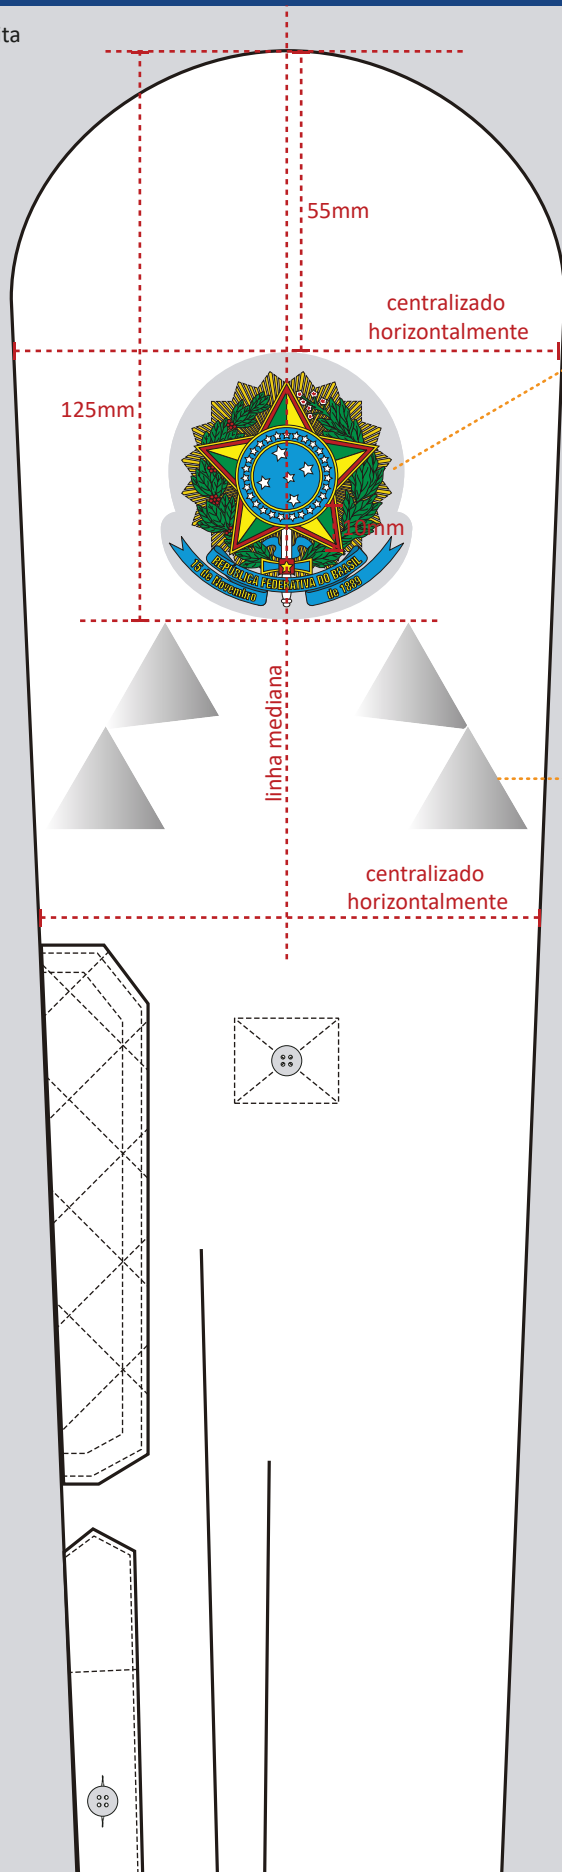 ta
55mm
centralizado
horizontalmente
125mm
10mm
REPÚBLICA FEDERATIVA DO BRASIL
15 de Novembro
de 1889
linha mediana
centralizado
horizontalmente